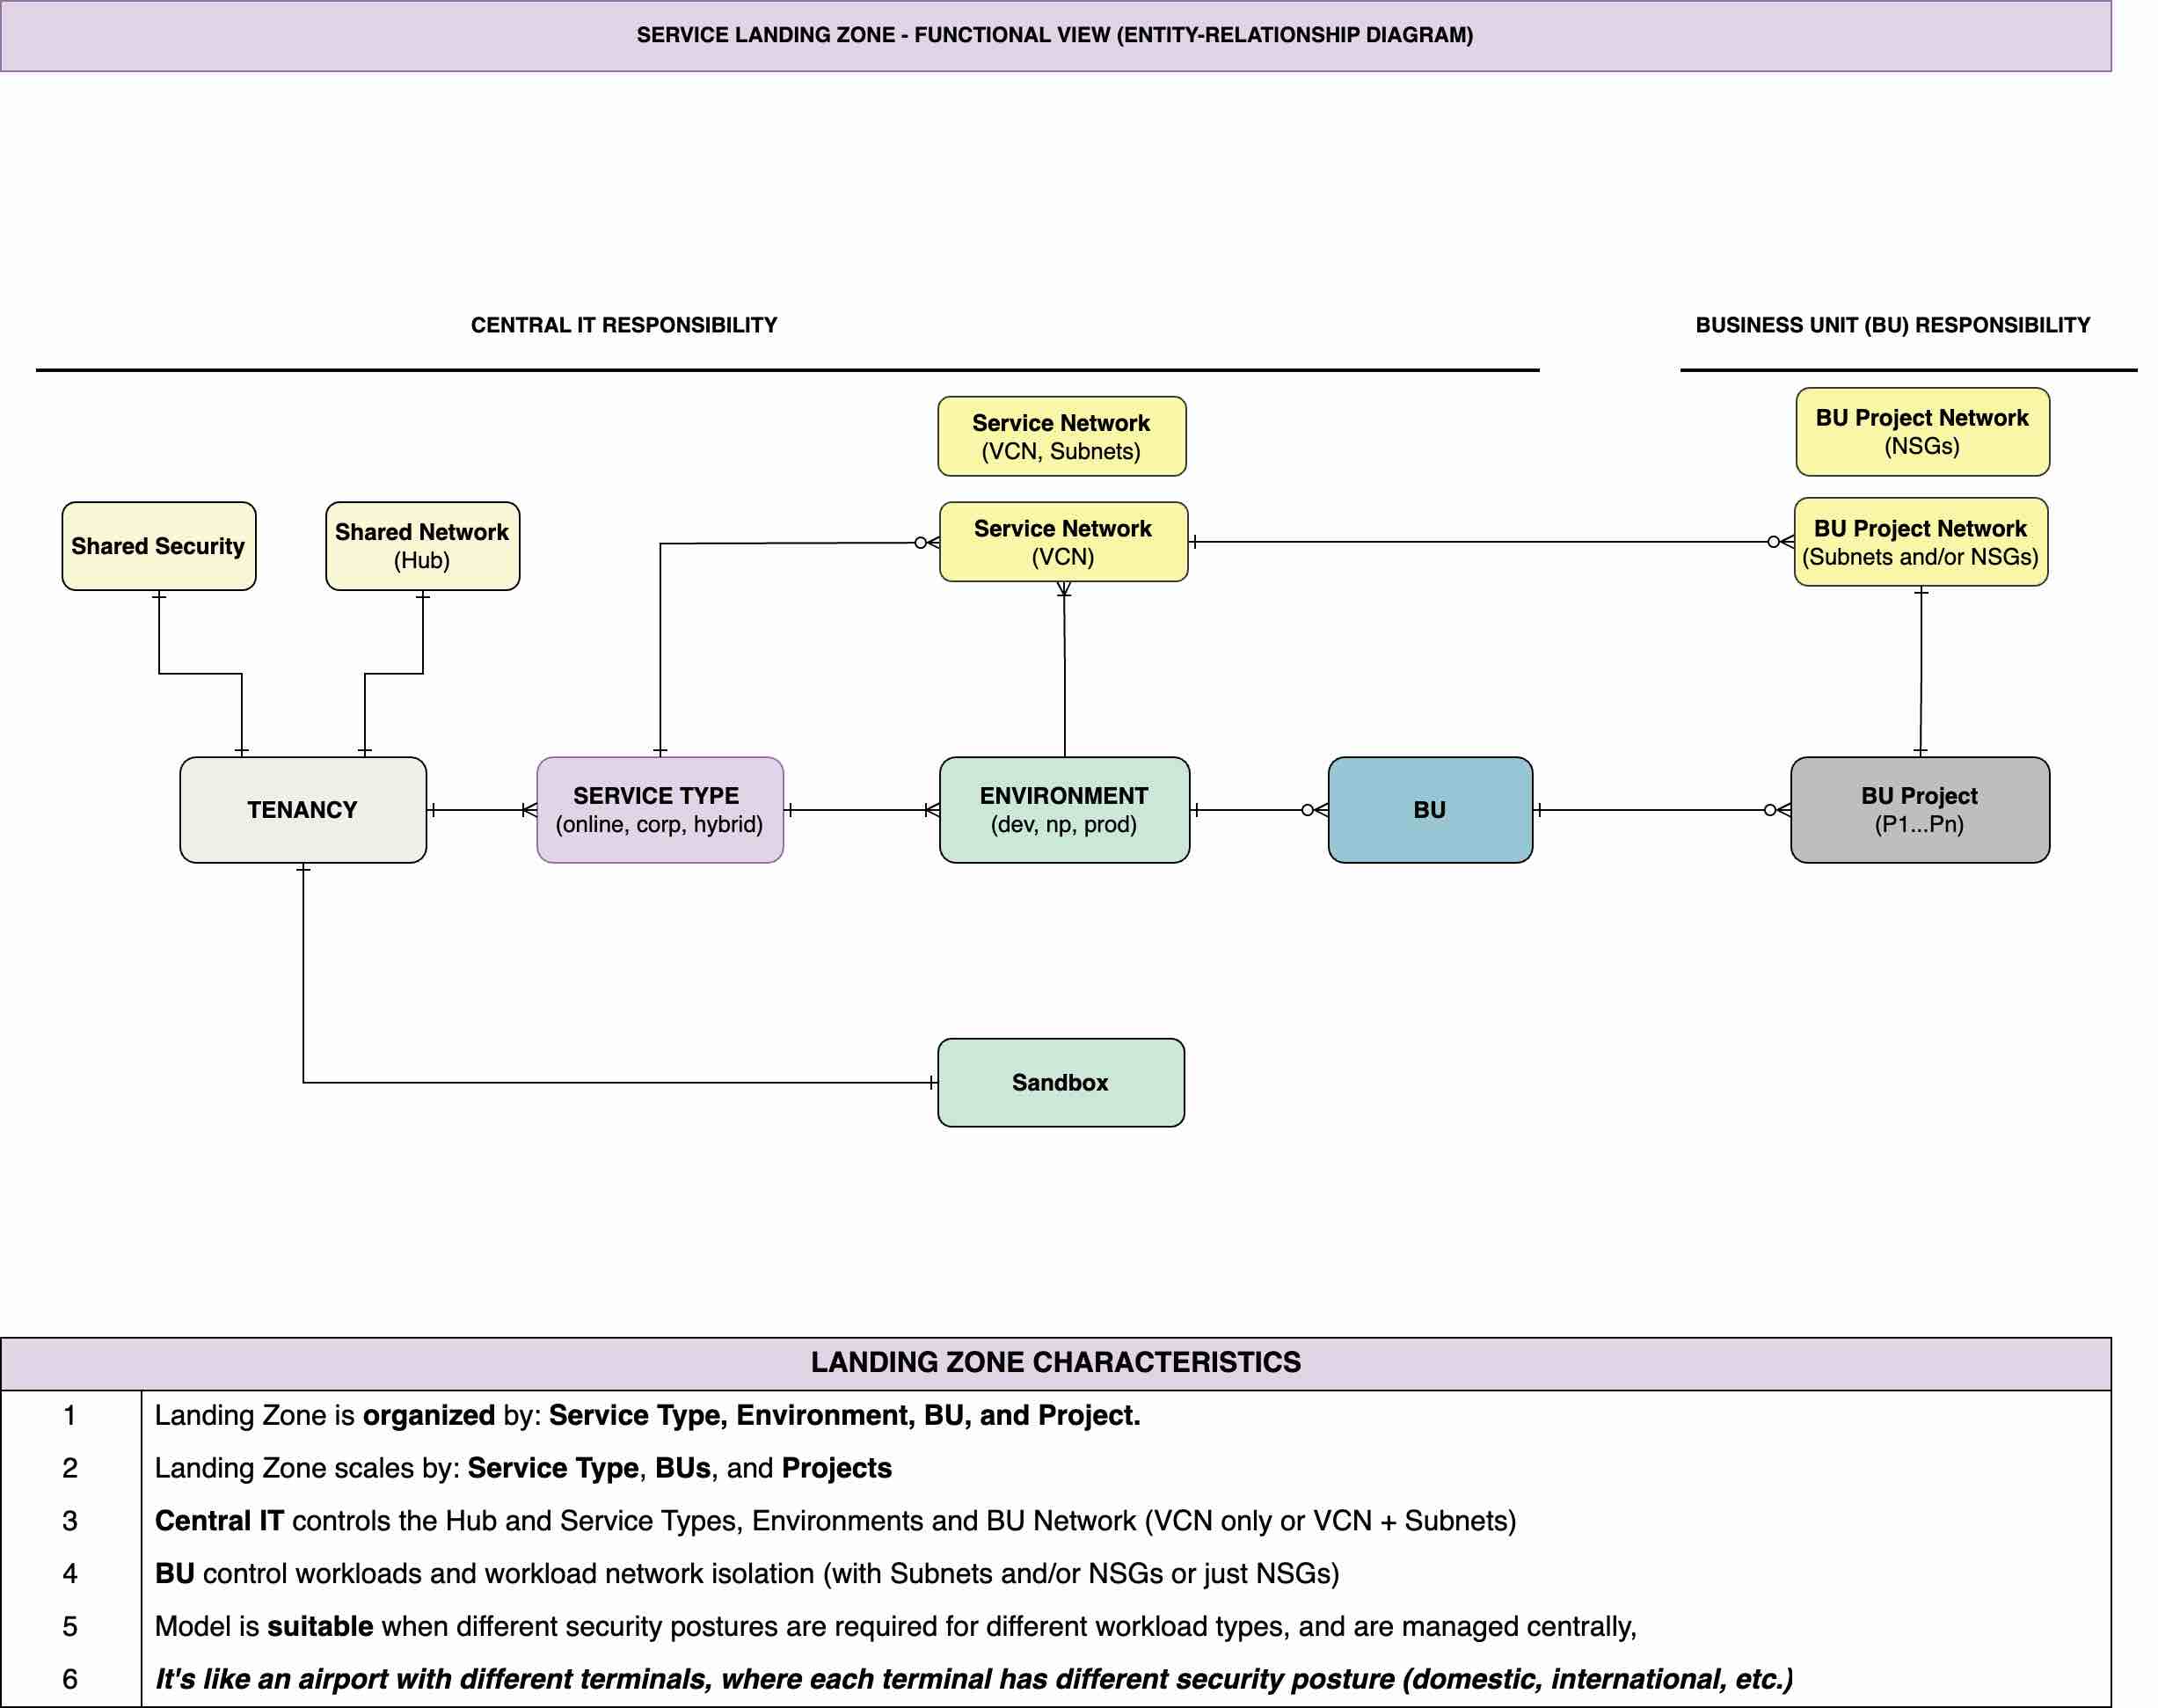 SERVICE LANDING ZONE - FUNCTIONAL VIEW (ENTITY-RELATIONSHIP DIAGRAM)
CENTRAL IT RESPONSIBILITY
BUSINESS UNIT (BU) RESPONSIBILITY
Service Network
(VCN, Subnets)
BU Project Network
(NSGs)
Shared Security
Shared Network
(Hub)
Service Network
(VCN)
BU Project Network
(Subnets and/or NSGs)
TENANCY
SERVICE TYPE
(online, corp, hybrid)
ENVIRONMENT
(dev, np, prod)
BU
BU Project
(P1...Pn)
Sandbox
LANDING ZONE CHARACTERISTICS
1 Landing Zone is organized by: Service Type, Environment, BU, and Project.
2 Landing Zone scales by: Service Type, BUs, and Projects
3 Central IT controls the Hub and Service Types, Environments and BU Network (VCN only or VCN + Subnets)
4 BU control workloads and workload network isolation (with Subnets and/or NSGs or just NSGs)
5 Model is suitable when different security postures are required for different workload types, and are managed centrally,
6 It's like an airport with different terminals, where each terminal has different security posture (domestic, international, etc.)